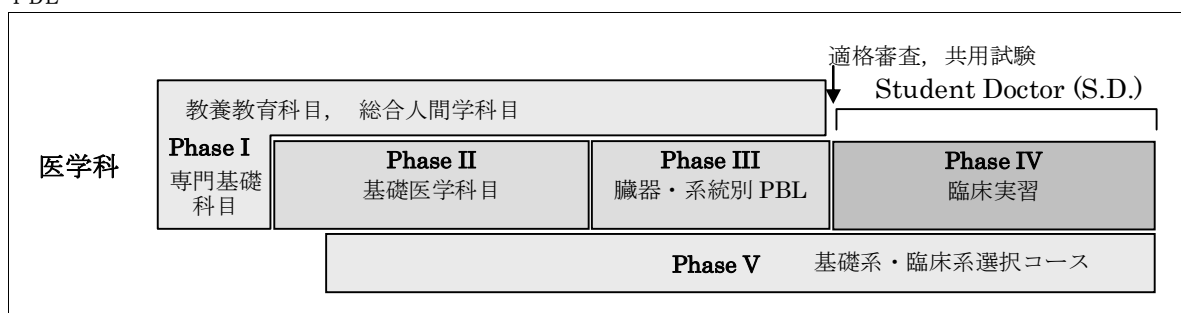 適格審査，共用試験
Student Doctor (S.D.)
教養教育科目，　総合人間学科目
医学科
Phase I
専門基礎
科目
Phase II
基礎医学科目
Phase III
臓器・系統別 PBL
Phase IV
臨床実習
Phase V　基礎系・臨床系選択コース